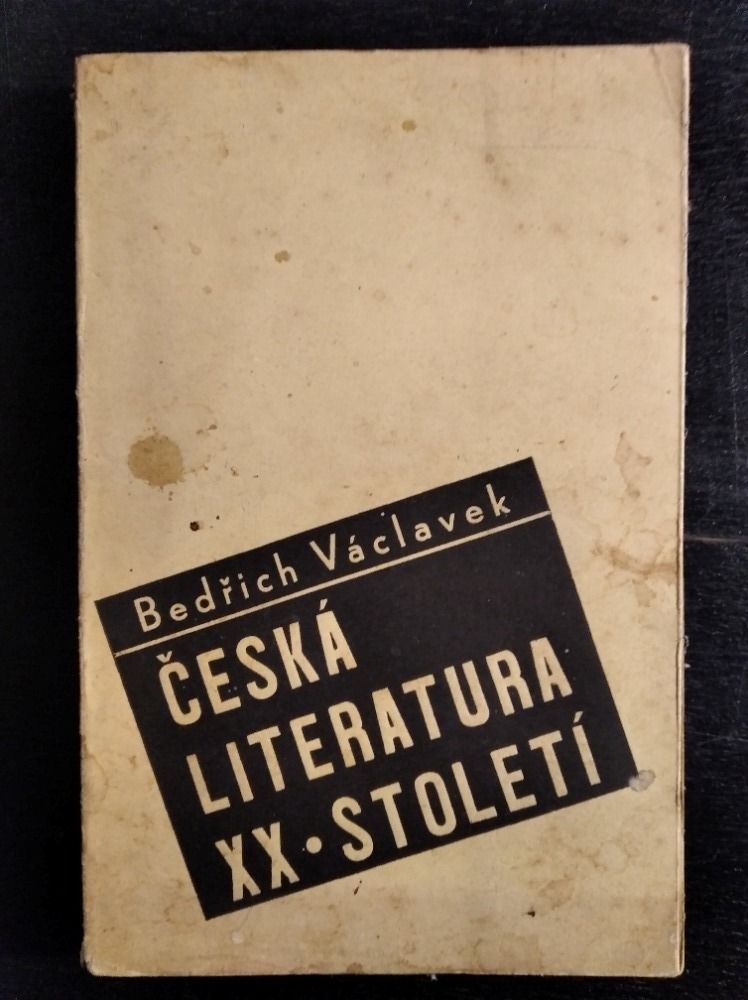 Bedřich Václavek
ČESKÁ
LITERATURA
XX • STOLETÍ